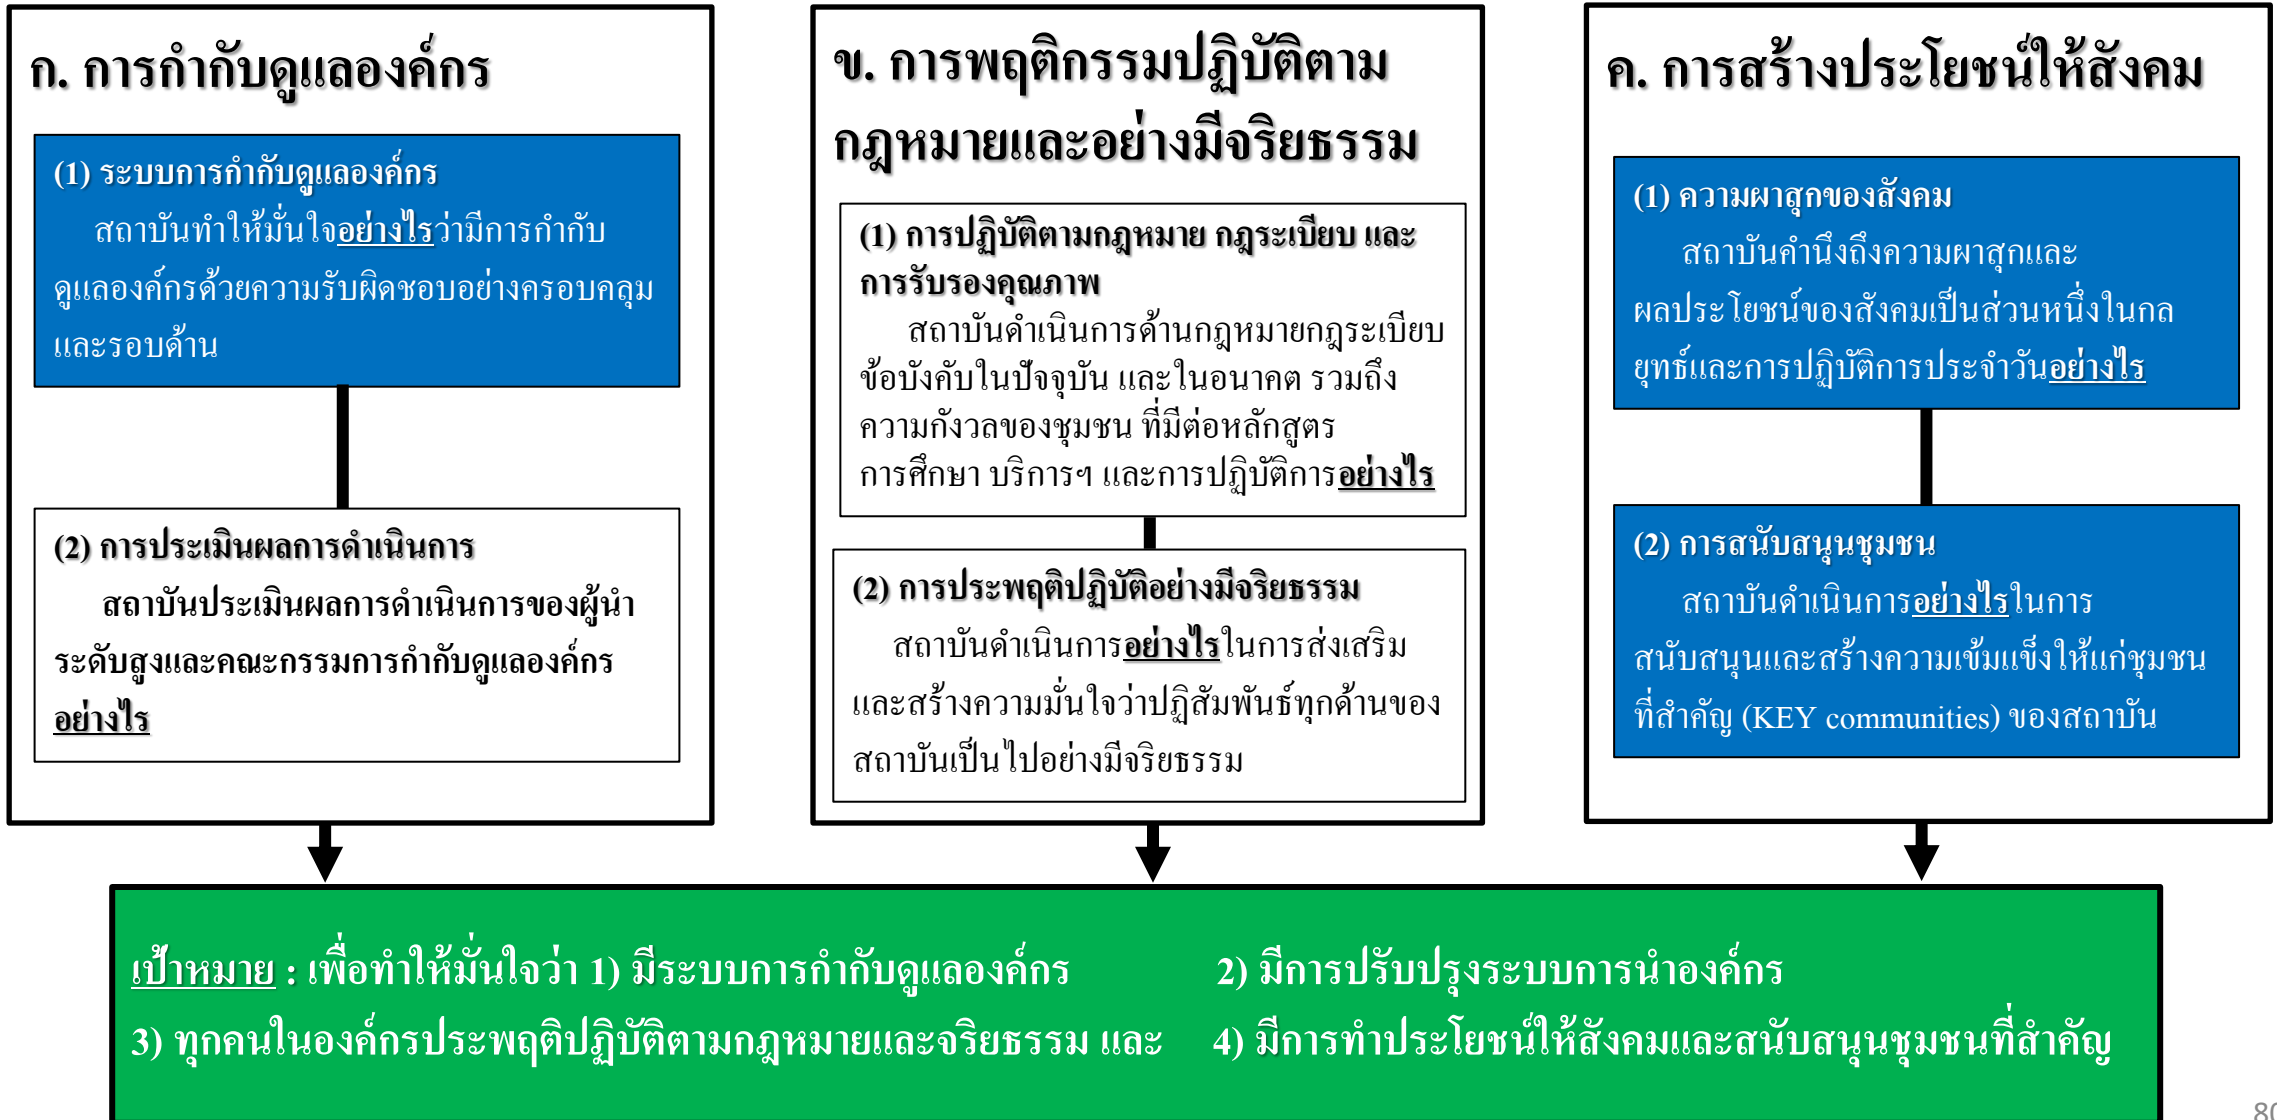 ก. การกำกับดูแลองค์กร
(1) ระบบการกำกับดูแลองค์กร
สถาบันทำให้มั่นใจอย่างไรว่ามีการกำกับ
ดูแลองค์กรด้วยความรับผิดชอบอย่างครอบคลุม
และรอบด้าน
(2) การประเมินผลการดำเนินการ
สถาบันประเมินผลการดำเนินการของผู้นำ
ระดับสูงและคณะกรรมการกำกับดูแลองค์กร
อย่างไร
ข. การพฤติกรรมปฏิบัติตาม
กฎหมายและอย่างมีจริยธรรม
(1) การปฏิบัติตามกฎหมาย กฎระเบียบ และ
การรับรองคุณภาพ
สถาบันดำเนินการด้านกฎหมายกฎระเบียบ
ข้อบังคับในปัจจุบัน และในอนาคต รวมถึง
ความกังวลของชุมชน ที่มีต่อหลักสูตร
การศึกษา บริการฯ และการปฏิบัติการอย่างไร
(2) การประพฤติปฏิบัติอย่างมีจริยธรรม
สถาบันดำเนินการอย่างไรในการส่งเสริม
และสร้างความมั่นใจว่าปฏิสัมพันธ์ทุกด้านของ
สถาบันเป็นไปอย่างมีจริยธรรม
ค. การสร้างประโยชน์ให้สังคม
(1) ความผาสุกของสังคม
สถาบันคำนึงถึงความผาสุกและ
ผลประโยชน์ของสังคมเป็นส่วนหนึ่งในกล
ยุทธ์และการปฏิบัติการประจำวันอย่างไร
(2) การสนับสนุนชุมชน
สถาบันดำเนินการอย่างไรในการ
สนับสนุนและสร้างความเข้มแข็งให้แก่ชุมชน
ที่สำคัญ (KEY communities) ของสถาบัน
เป้าหมาย : เพื่อทำให้มั่นใจว่า 1) มีระบบการกำกับดูแลองค์กร 2) มีการปรับปรุงระบบการนำองค์กร
3) ทุกคนในองค์กรประพฤติปฏิบัติตามกฎหมายและจริยธรรม และ 4) มีการทำประโยชน์ให้สังคมและสนับสนุนชุมชนที่สำคัญ
80